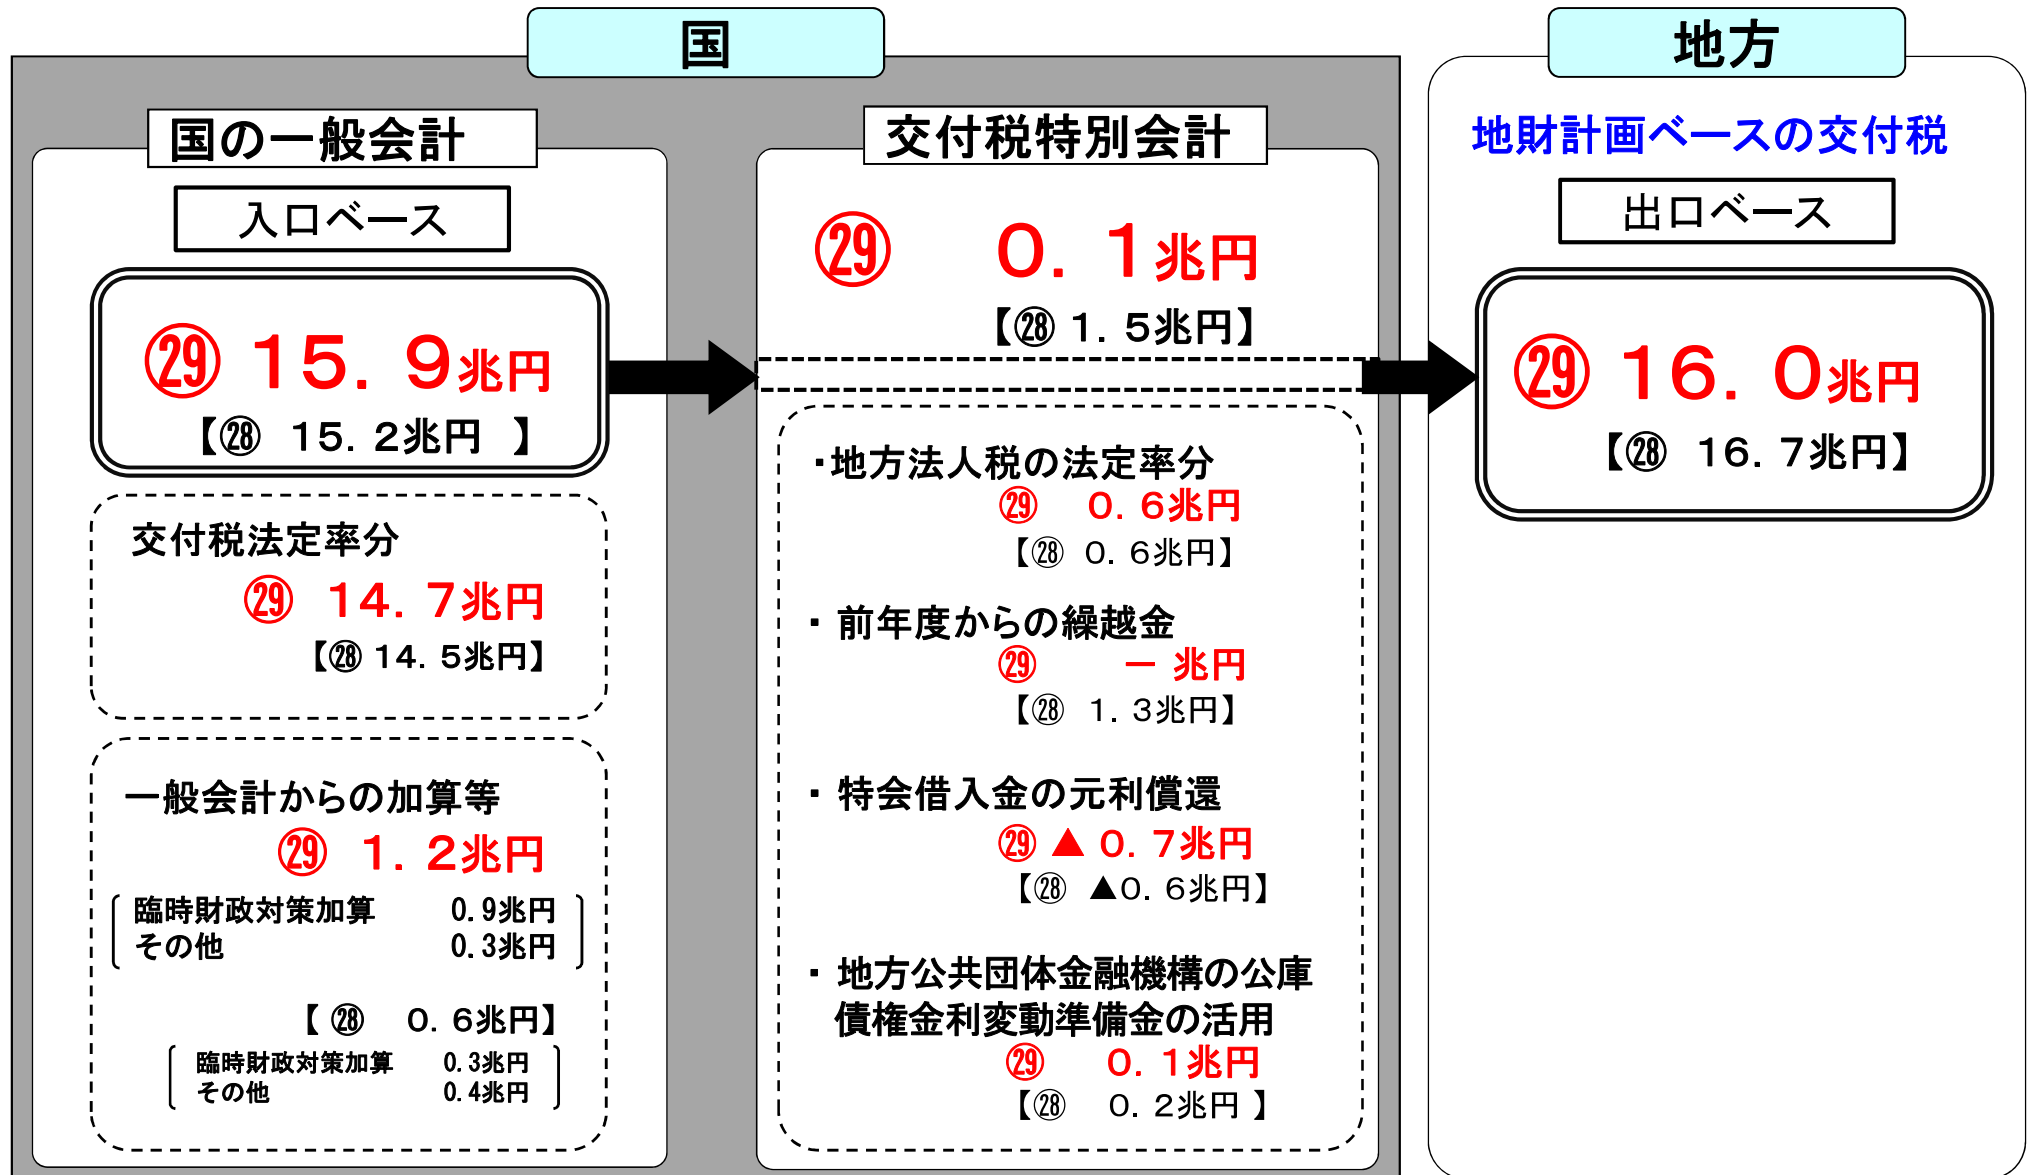 国
国の一般会計
入口ベース
㉙ 15．9兆円
【㉘ 15．2兆円 】
交付税法定率分
㉙ 14．7兆円
【㉘ 14．5兆円】
一般会計からの加算等
㉙ 1．2兆円
臨時財政対策加算 0.9兆円
その他 0.3兆円
【 ㉘ 0．6兆円】
臨時財政対策加算 0.3兆円
その他 0.4兆円
交付税特別会計
㉙ 0．1兆円
【㉘ 1．5兆円】
・地方法人税の法定率分
㉙ 0．6兆円
【㉘ 0．6兆円】
・ 前年度からの繰越金
㉙ － 兆円
【㉘ 1．3兆円】
・ 特会借入金の元利償還
㉙ ▲ 0．7兆円
【㉘ ▲0．6兆円】
・ 地方公共団体金融機構の公庫
債権金利変動準備金の活用
㉙ 0．1兆円
【㉘ 0．2兆円 】
地方
地財計画ベースの交付税
出口ベース
㉙ 16．0兆円
【㉘ 16．7兆円】